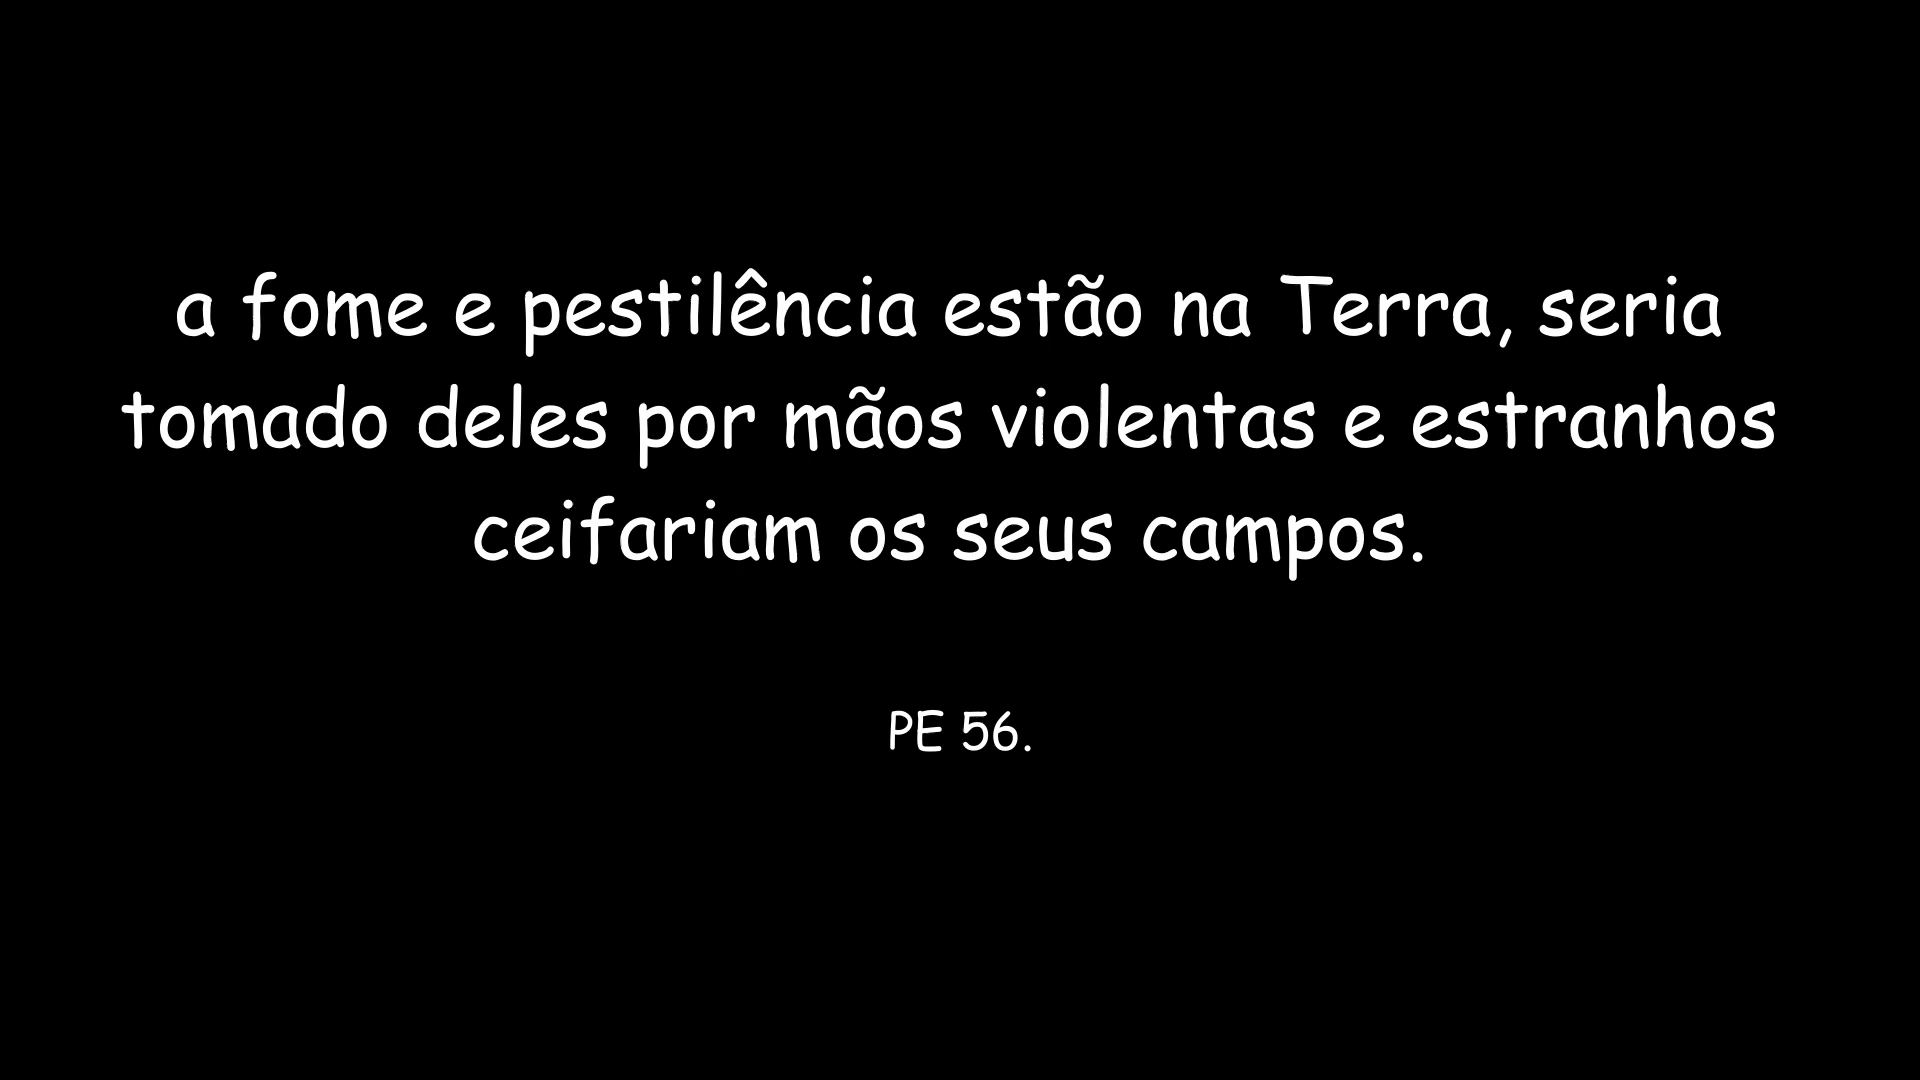 a fome e pestilência estão na Terra, seria
tomado deles por mãos violentas e estranhos
ceifariam os seus campos.
PE 56.